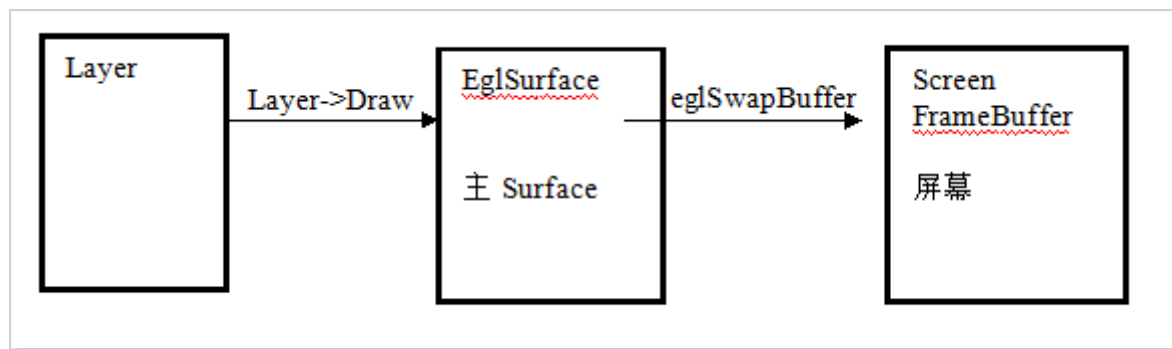 Layer
Layer->Draw
EglSurface
主 Surface
eglSwapBuffer
Screen
FrameBuffer
屏幕